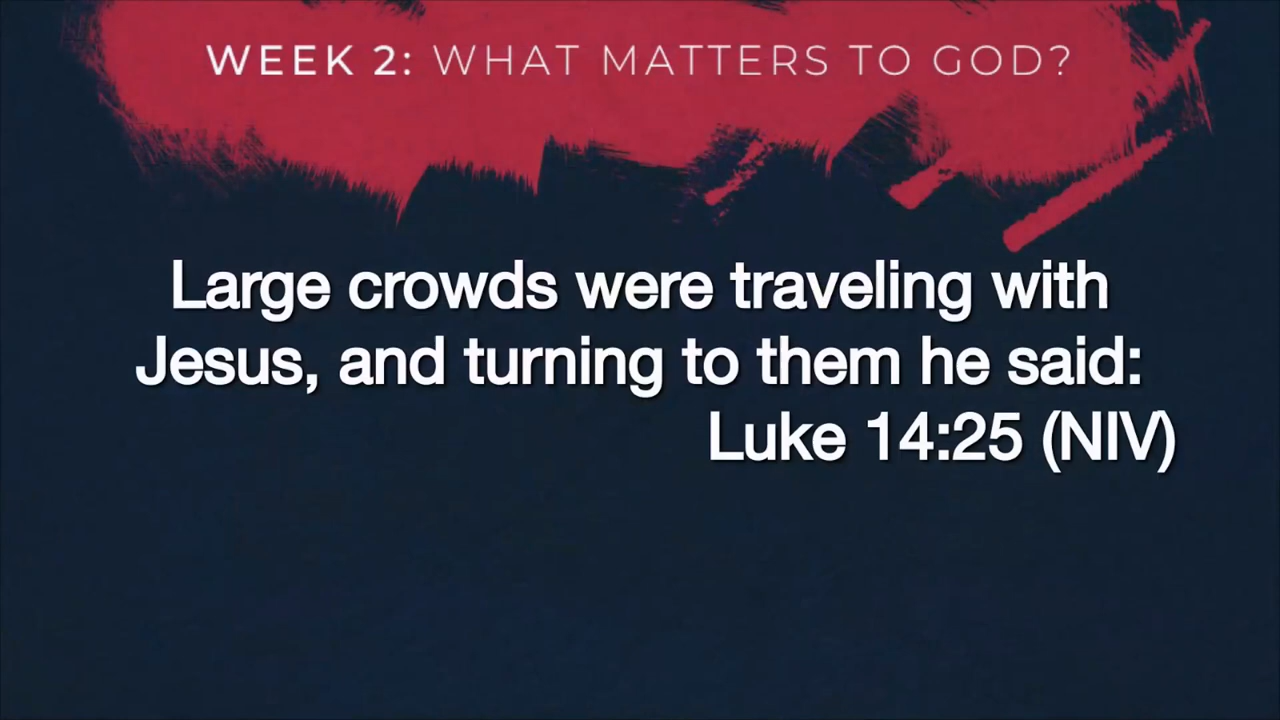 WEEK 2: WHAT MATTERS TO GOD?
Large crowds were traveling with
Jesus, and turning to them he said:
Luke 14:25 (NIV)